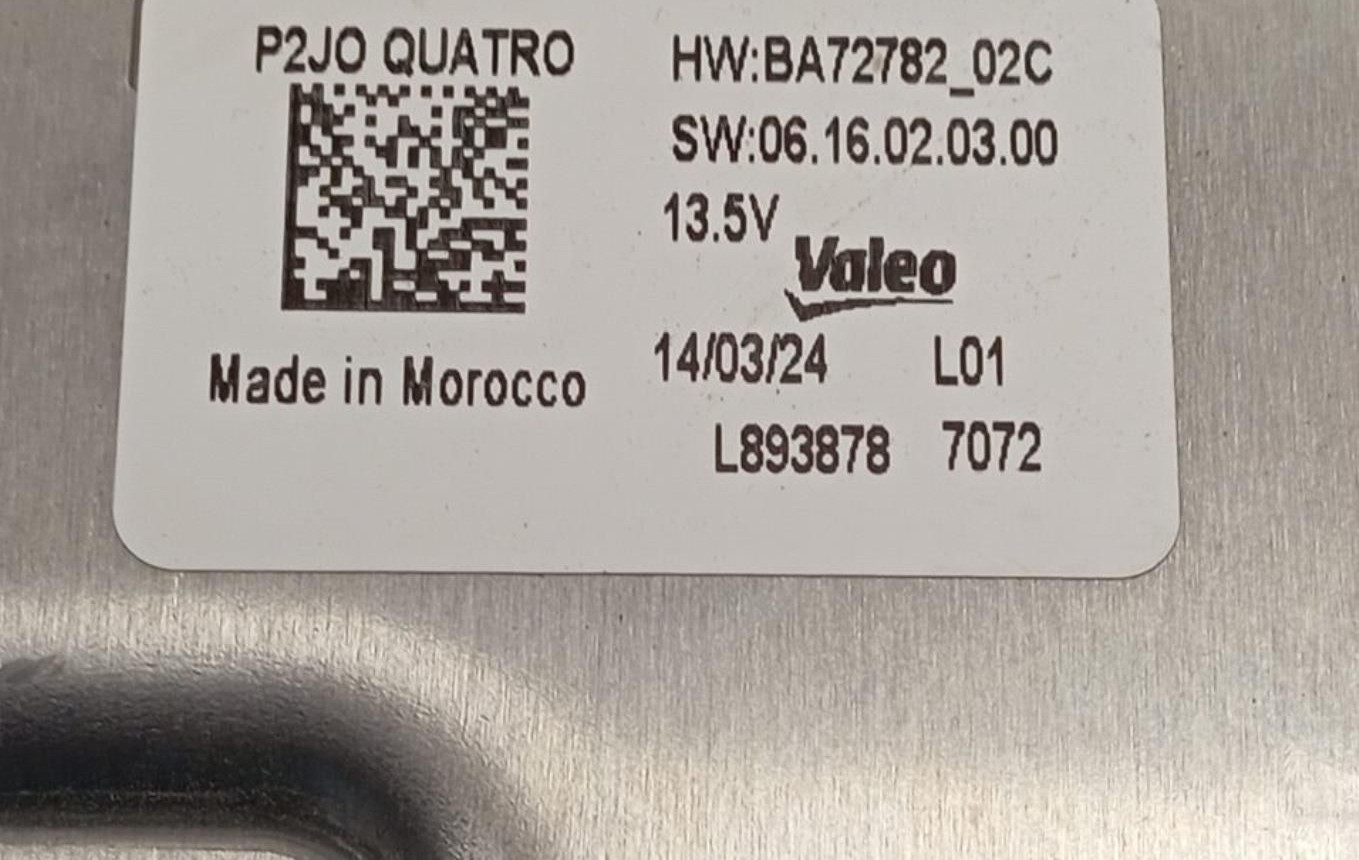 P2JO QUATRO
Made in Morocco
HW:BA72782_02C
SW:06.16.02.03.00
13.5V
Valeo
14/03/24 L01
L893878 7072